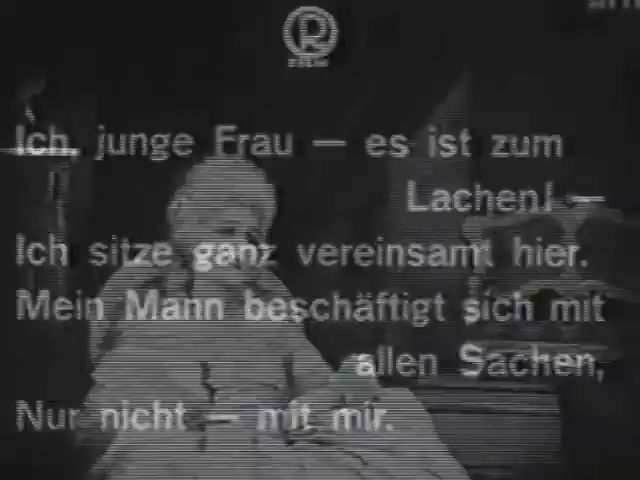 Ich, junge Frau — es ist zum
Lachen! —
Ich sitze ganz vereinsamt hier.
Mein Mann beschäftigt sich mit
allen Sachen,
Nur nicht — mit mir.